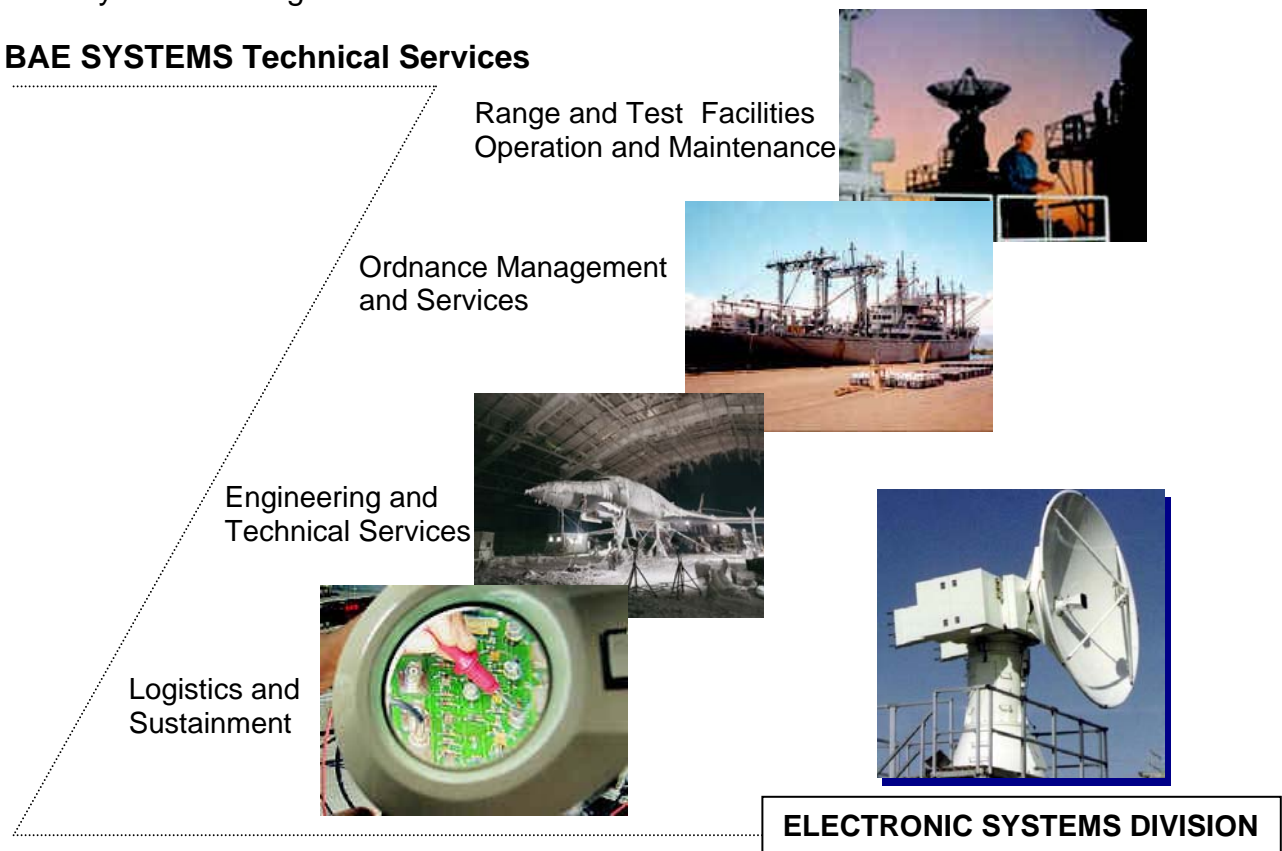 BAE SYSTEMS Technical Services
Range and Test Facilities
Operation and Maintenance
Ordnance Management
and Services
Engineering and
Technical Services
Logistics and
Sustainment
ELECTRONIC SYSTEMS DIVISION